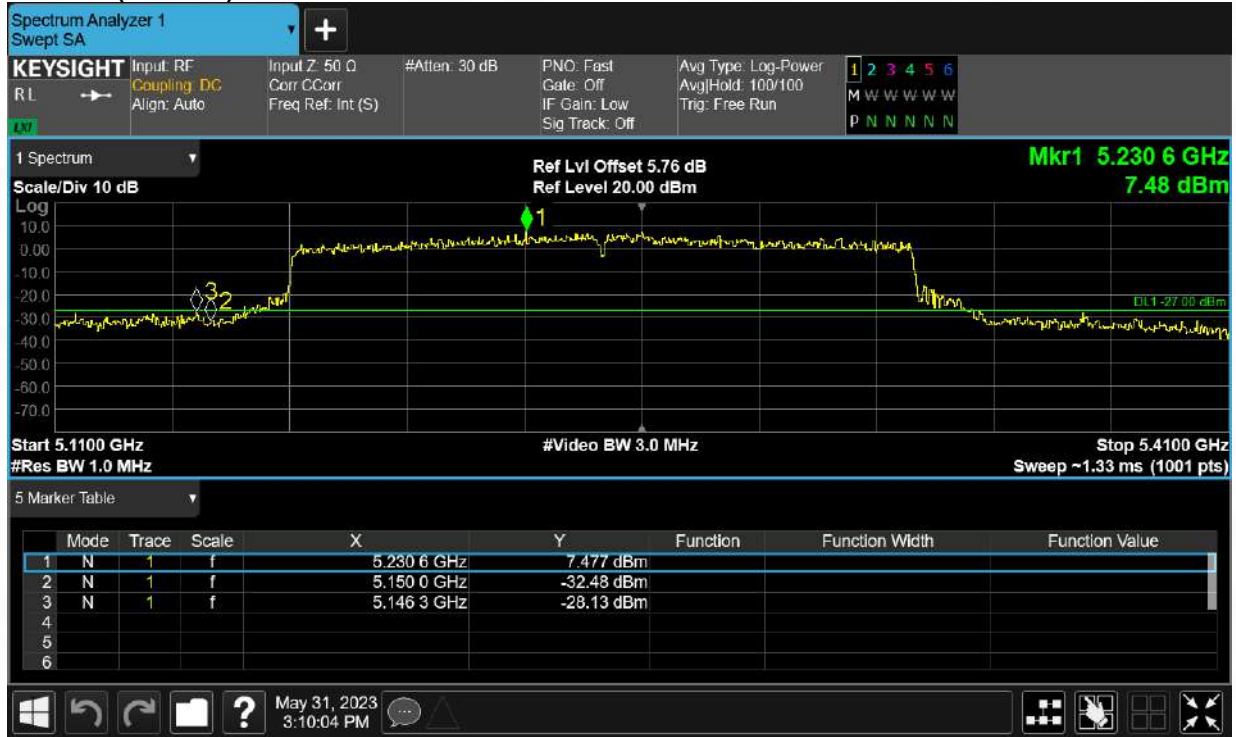 Spectrum Analyzer 1
Swept SA
+
KEYSIGHT Input: RF Input Z: 50 Ω #Atten: 30 dB PNO: Fast Avg Type: Log-Power 1 2 3 4 5 6
RL Coupling: DC Corr CCorr Gate: Off Avg|Hold: 100/100 M W W W W W
Align: Auto Freq Ref: Int (S) IF Gain: Low Trig: Free Run
LXI Sig Track: Off P N N N N N
1 Spectrum Ref Lvl Offset 5.76 dB Mkr1 5.230 6 GHz
Scale/Div 10 dB Ref Level 20.00 dBm 7.48 dBm
Log
10.0 1
0.00
-10.0
-20.0 3 2 DL1 -27.00 dBm
-30.0
-40.0
-50.0
-60.0
-70.0
Start 5.1100 GHz #Video BW 3.0 MHz Stop 5.4100 GHz
#Res BW 1.0 MHz Sweep ~1.33 ms (1001 pts)
5 Marker Table
Mode Trace Scale X Y Function Function Width Function Value
1 N 1 f 5.230 6 GHz 7.477 dBm
2 N 1 f 5.150 0 GHz -32.48 dBm
3 N 1 f 5.146 3 GHz -28.13 dBm
4
5
6
? May 31, 2023
3:10:04 PM